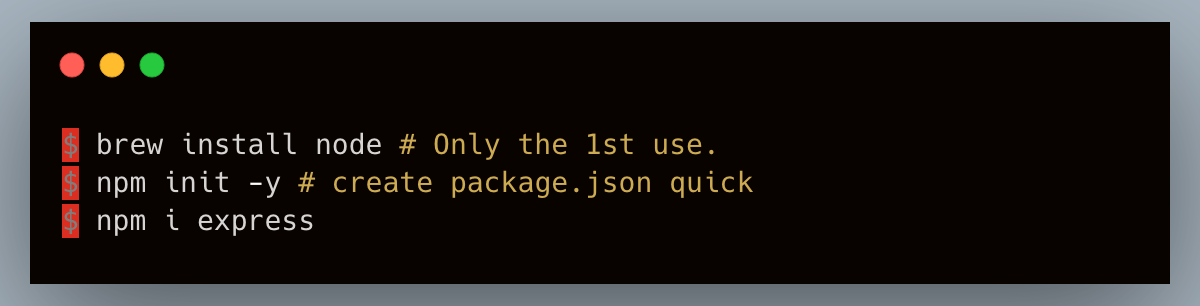 $ brew install node # Only the 1st use.
$ npm init -y # create package.json quick
$ npm i express